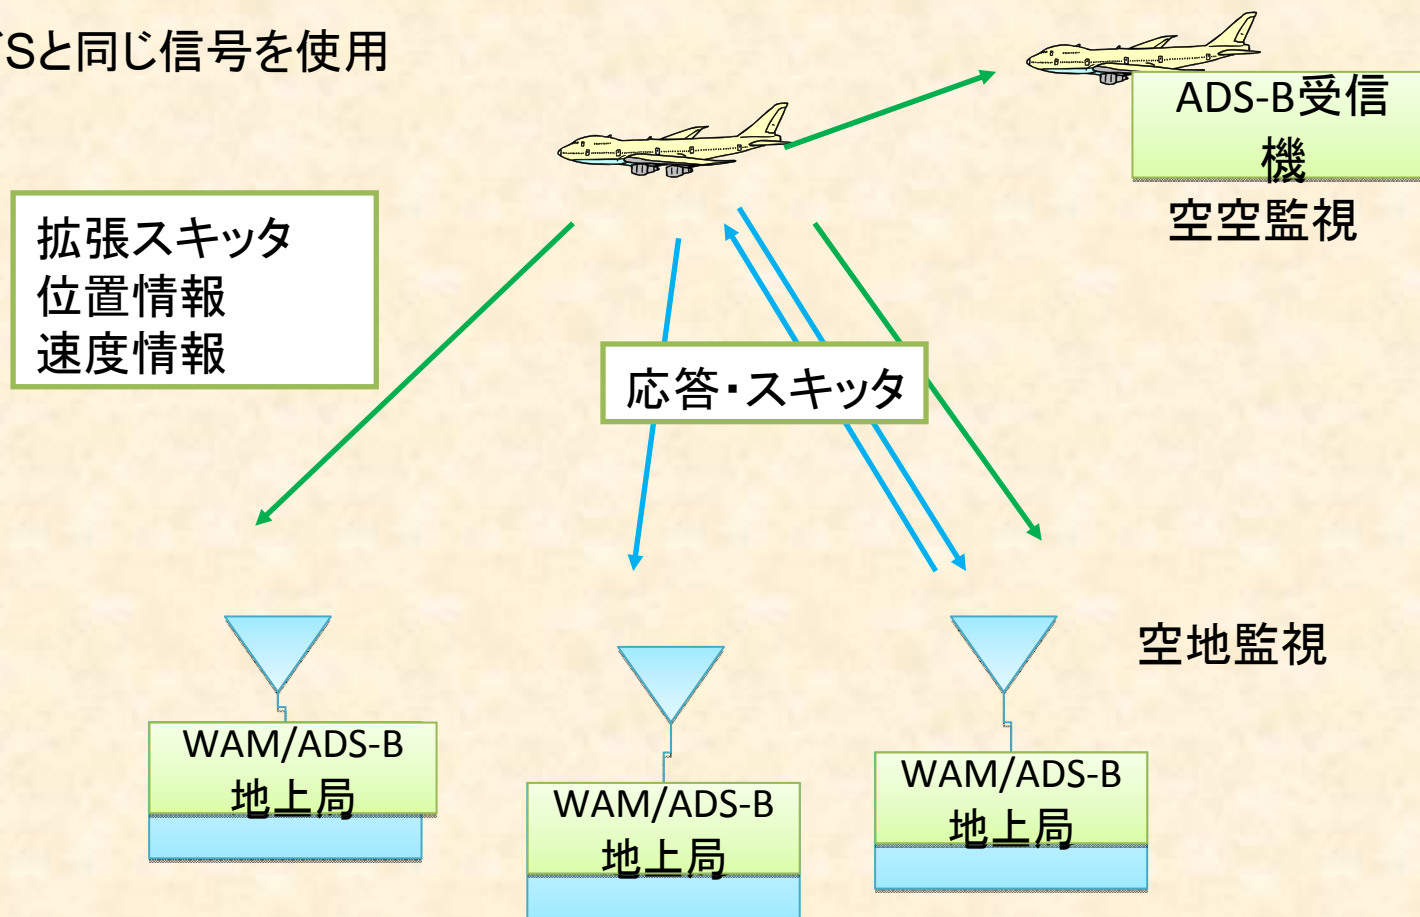 Sと同じ信号を使用
ADS-B受信
機
空空監視
拡張スキッタ
位置情報
速度情報
応答・スキッタ
空地監視
WAM/ADS-B
地上局
WAM/ADS-B
地上局
WAM/ADS-B
地上局